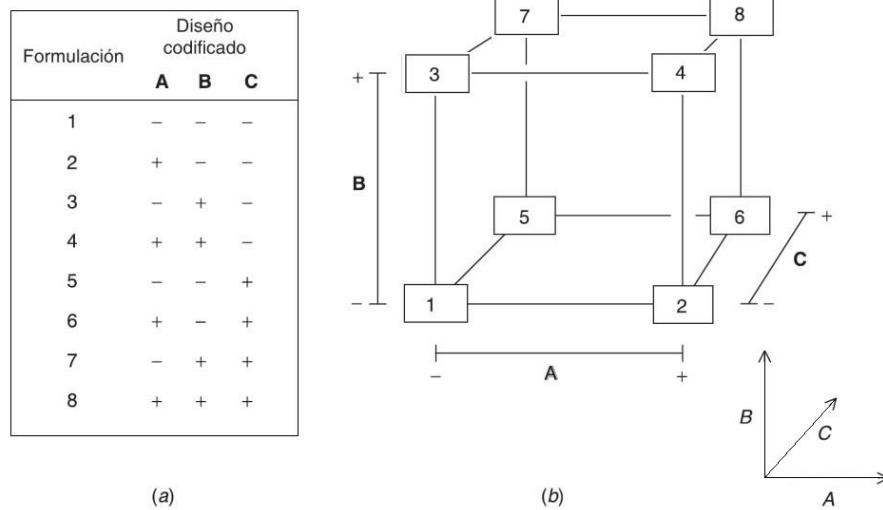 Formulación
Diseño
codificado
A B C
1 − − −
2 + − −
3 − + −
4 + + −
5 − − +
6 + − +
7 − + +
8 + + +
(a)
7 8
+ 3 4
B
5 6 +
C
− 1 2 −
− A +
B C
A
(b)